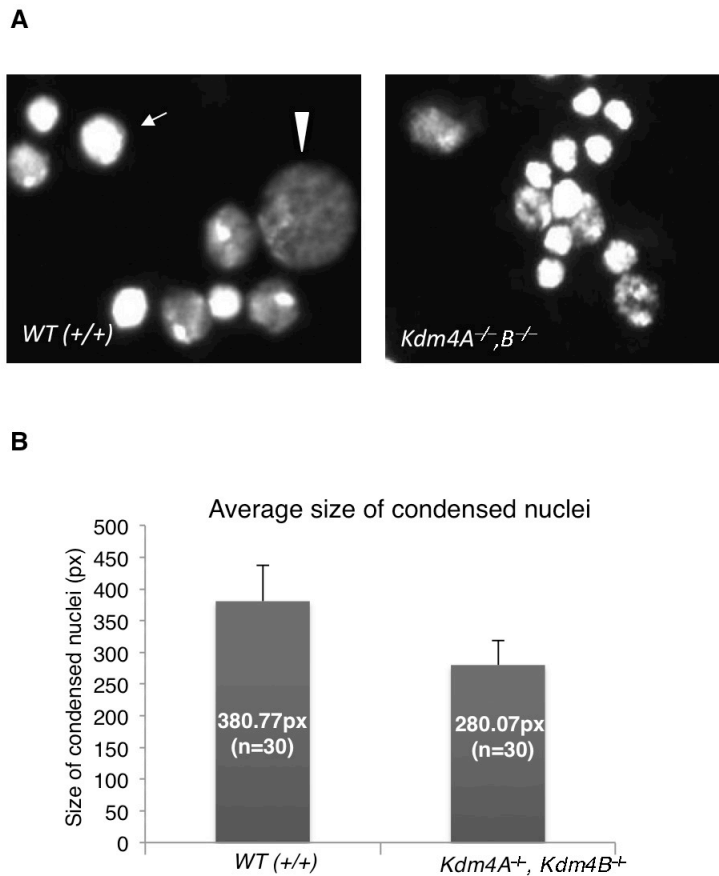 A
WT (+/+)
Kdm4A⁻/⁻,B⁻/⁻
B
Average size of condensed nuclei
Size of condensed nuclei (px)
500
450
400
350
300
250
200
150
100
50
0
380.77px
(n=30)
280.07px
(n=30)
WT (+/+)
Kdm4A⁻/⁻, Kdm4B⁻/⁻